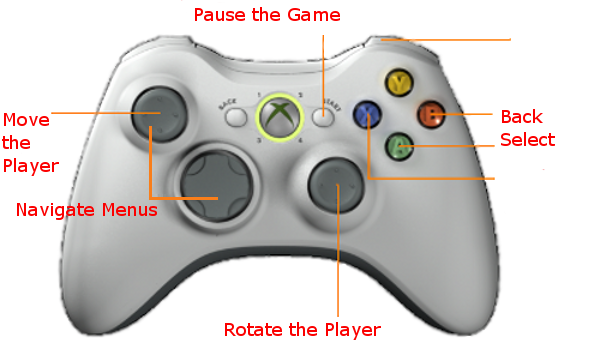 Pause the Game
1 2
BACK START
3 4
Y
X B
A
Move
the
Player
Back
Select
Navigate Menus
Rotate the Player